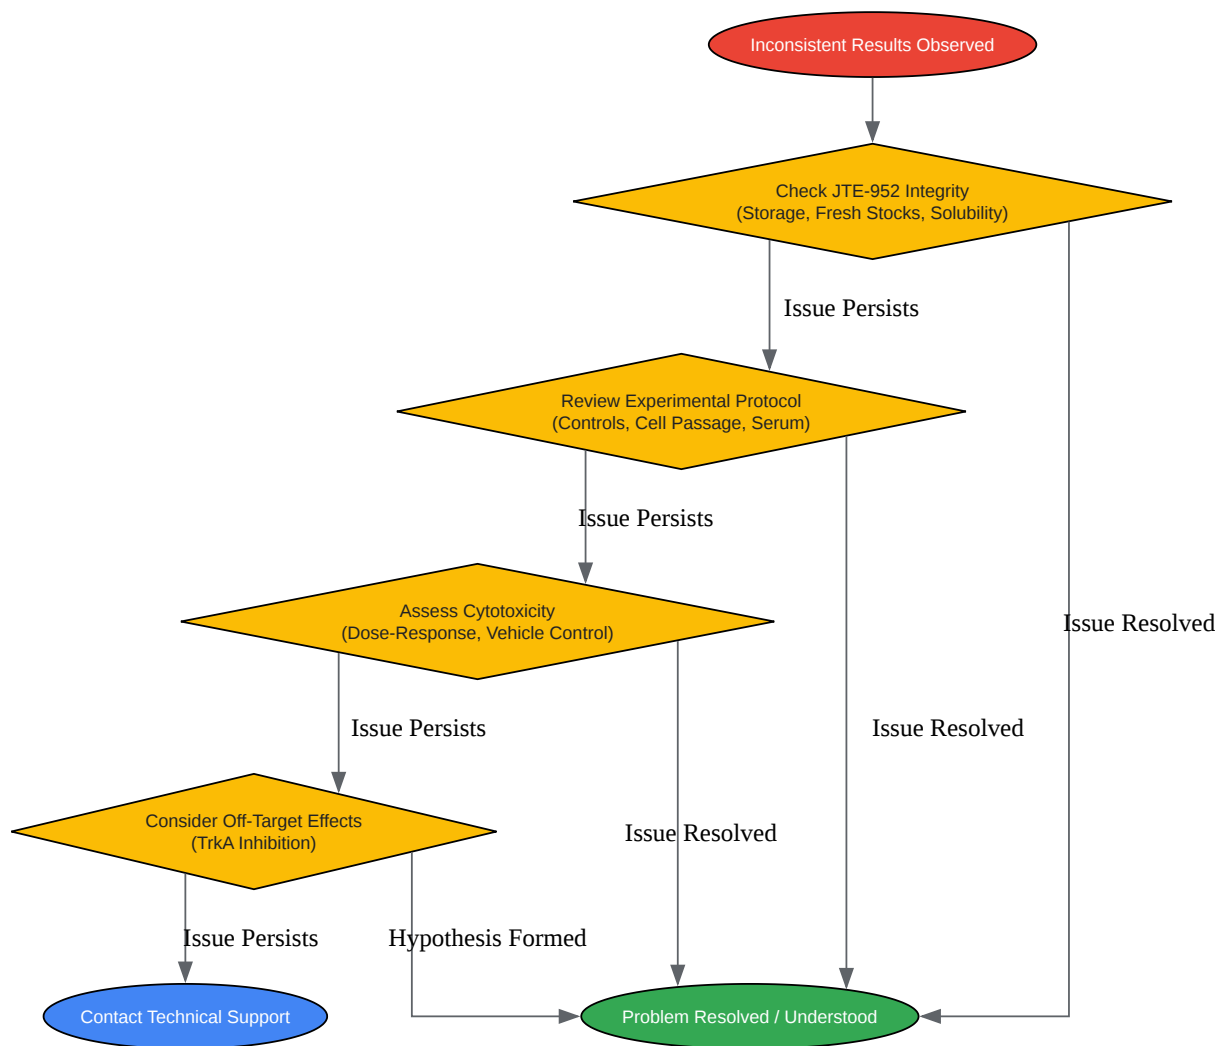 Inconsistent Results Observed
Check JTE-952 Integrity
(Storage, Fresh Stocks, Solubility)
Issue Persists
Review Experimental Protocol
(Controls, Cell Passage, Serum)
Issue Persists
Assess Cytotoxicity
(Dose-Response, Vehicle Control)
Issue Resolved
Issue Persists
Issue Resolved
Consider Off-Target Effects
(TrkA Inhibition)
Issue Resolved
Issue Persists
Hypothesis Formed
Contact Technical Support
Problem Resolved / Understood